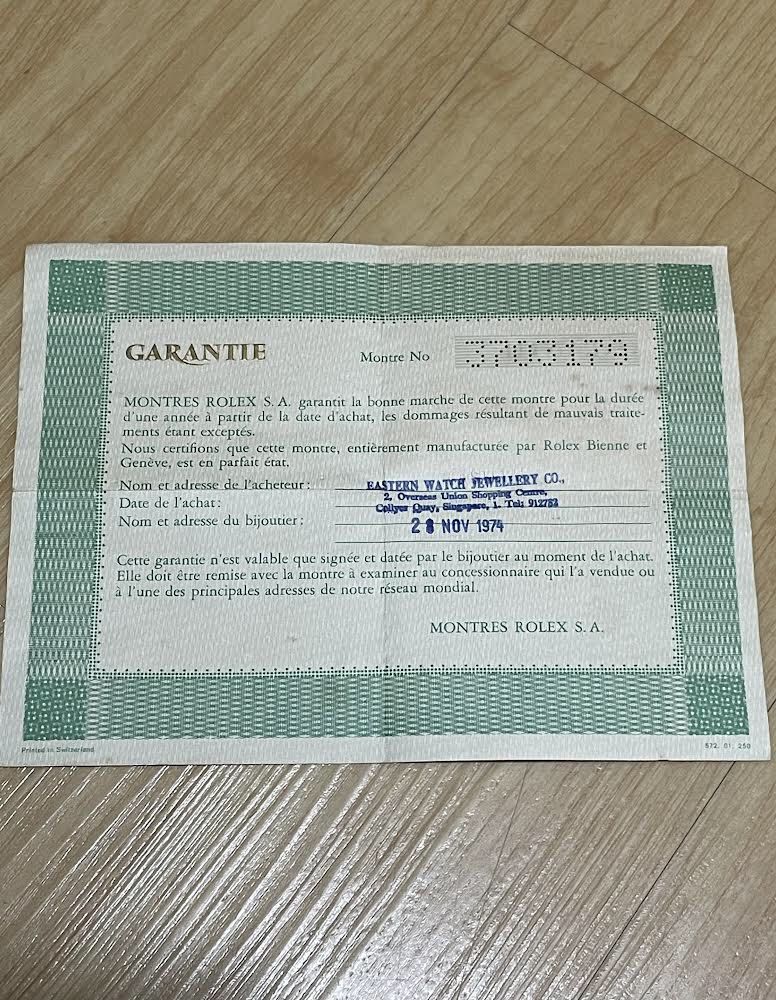 GARANTIE
Montre No 3703179
MONTRES ROLEX S. A. garantit la bonne marche de cette montre pour la durée
d'une année à partir de la date d'achat, les dommages résultant de mauvais traite-
ments étant exceptés.
Nous certifions que cette montre, entièrement manufacturée par Rolex Bienne et
Genève, est en parfait état.
Nom et adresse de l'acheteur:
EASTERN WATCH JEWELLERY CO.,
2, Overseas Union Shopping Centre,
Date de l'achat:
Collyer Quay, Singapore, 1. Tel: 912782
Nom et adresse du bijoutier:
28 NOV 1974
Cette garantie n'est valable que signée et datée par le bijoutier au moment de l'achat.
Elle doit être remise avec la montre à examiner au concessionnaire qui l'a vendue ou
à l'une des principales adresses de notre réseau mondial.
MONTRES ROLEX S. A.
Printed in Switzerland
572. 01. 250